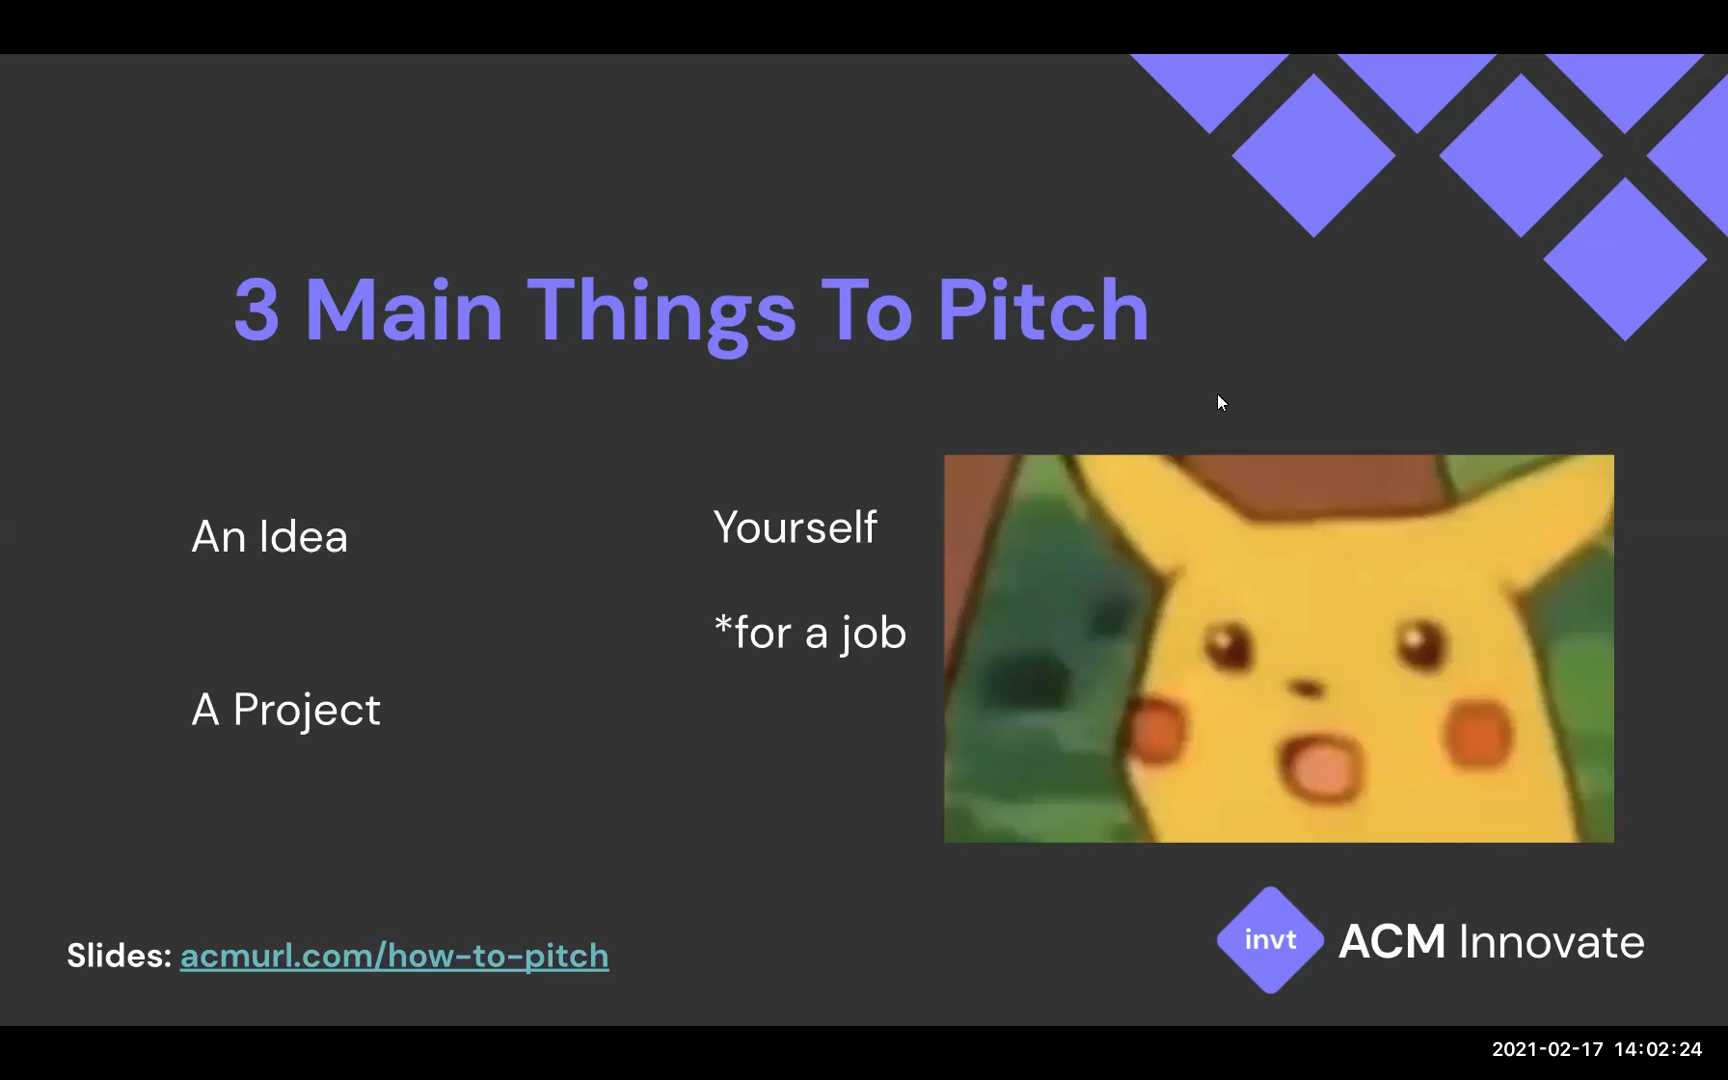 3 Main Things To Pitch
An Idea
A Project
Yourself
*for a job
Slides: acmurl.com/how-to-pitch
invt ACM Innovate
2021-02-17 14:02:24